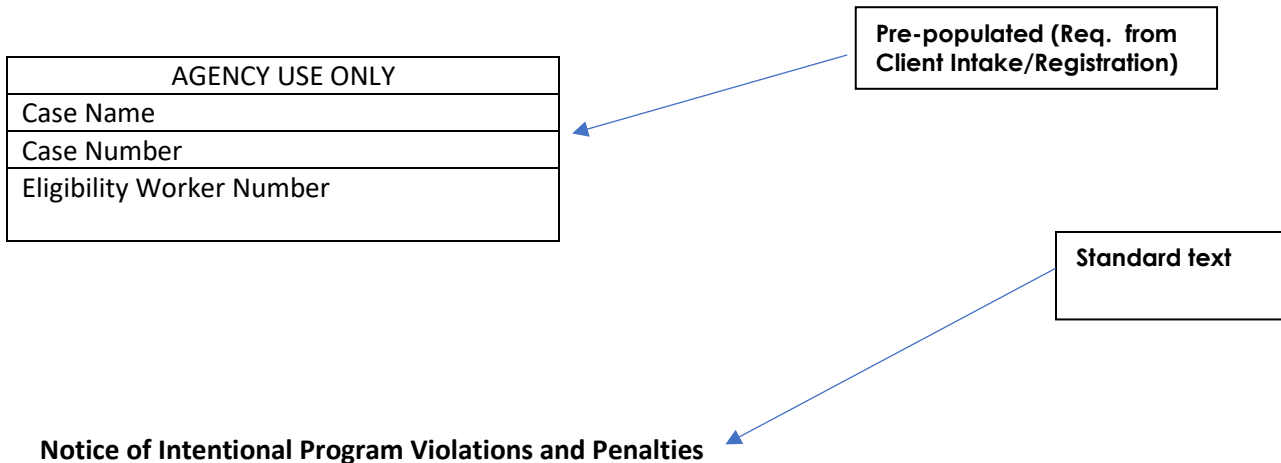 Pre-populated (Req. from
Client Intake/Registration)
AGENCY USE ONLY
Case Name
Case Number
Eligibility Worker Number
Standard text
Notice of Intentional Program Violations and Penalties